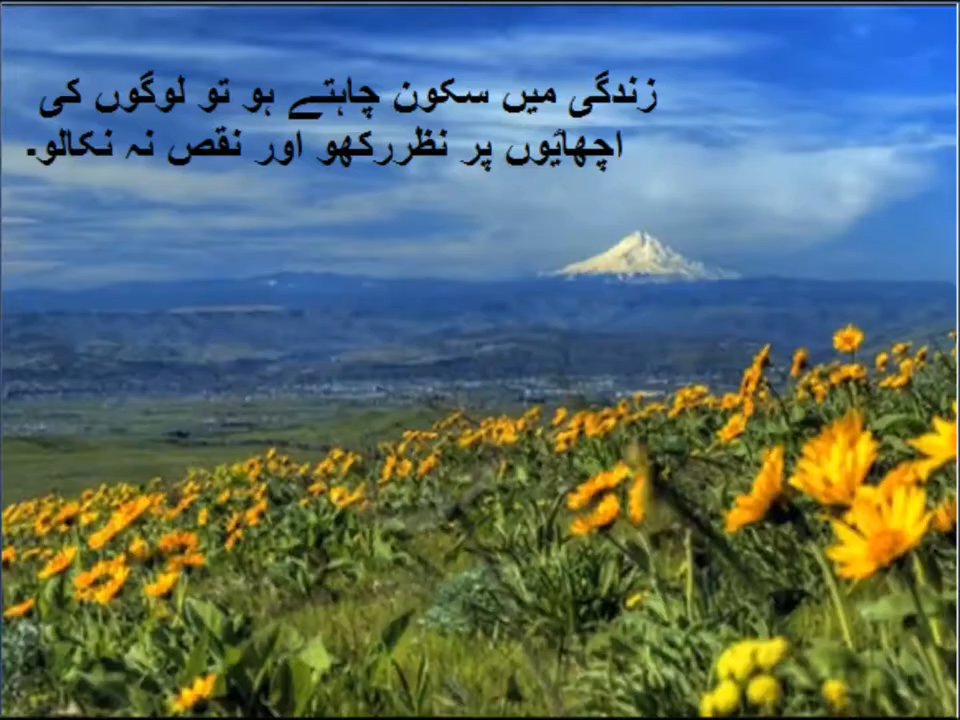 زندگی میں سکون چاہتے ہو تو لوگوں کی
اچھائیوں پر نظررکھو اور نقص نہ نکالو۔